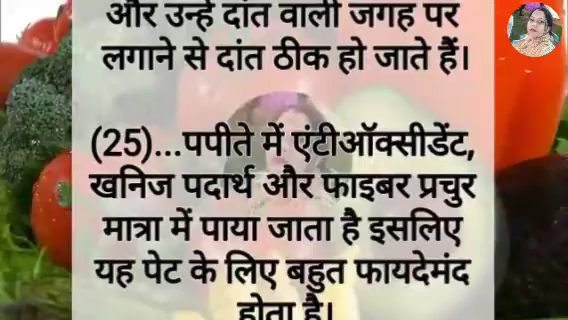 और उन्हें दांत वाली जगह पर
लगाने से दांत ठीक हो जाते हैं।
(25)...पपीते में एंटीऑक्सीडेंट,
खनिज पदार्थ और फाइबर प्रचुर
मात्रा में पाया जाता है इसलिए
यह पेट के लिए बहुत फायदेमंद
होता है।